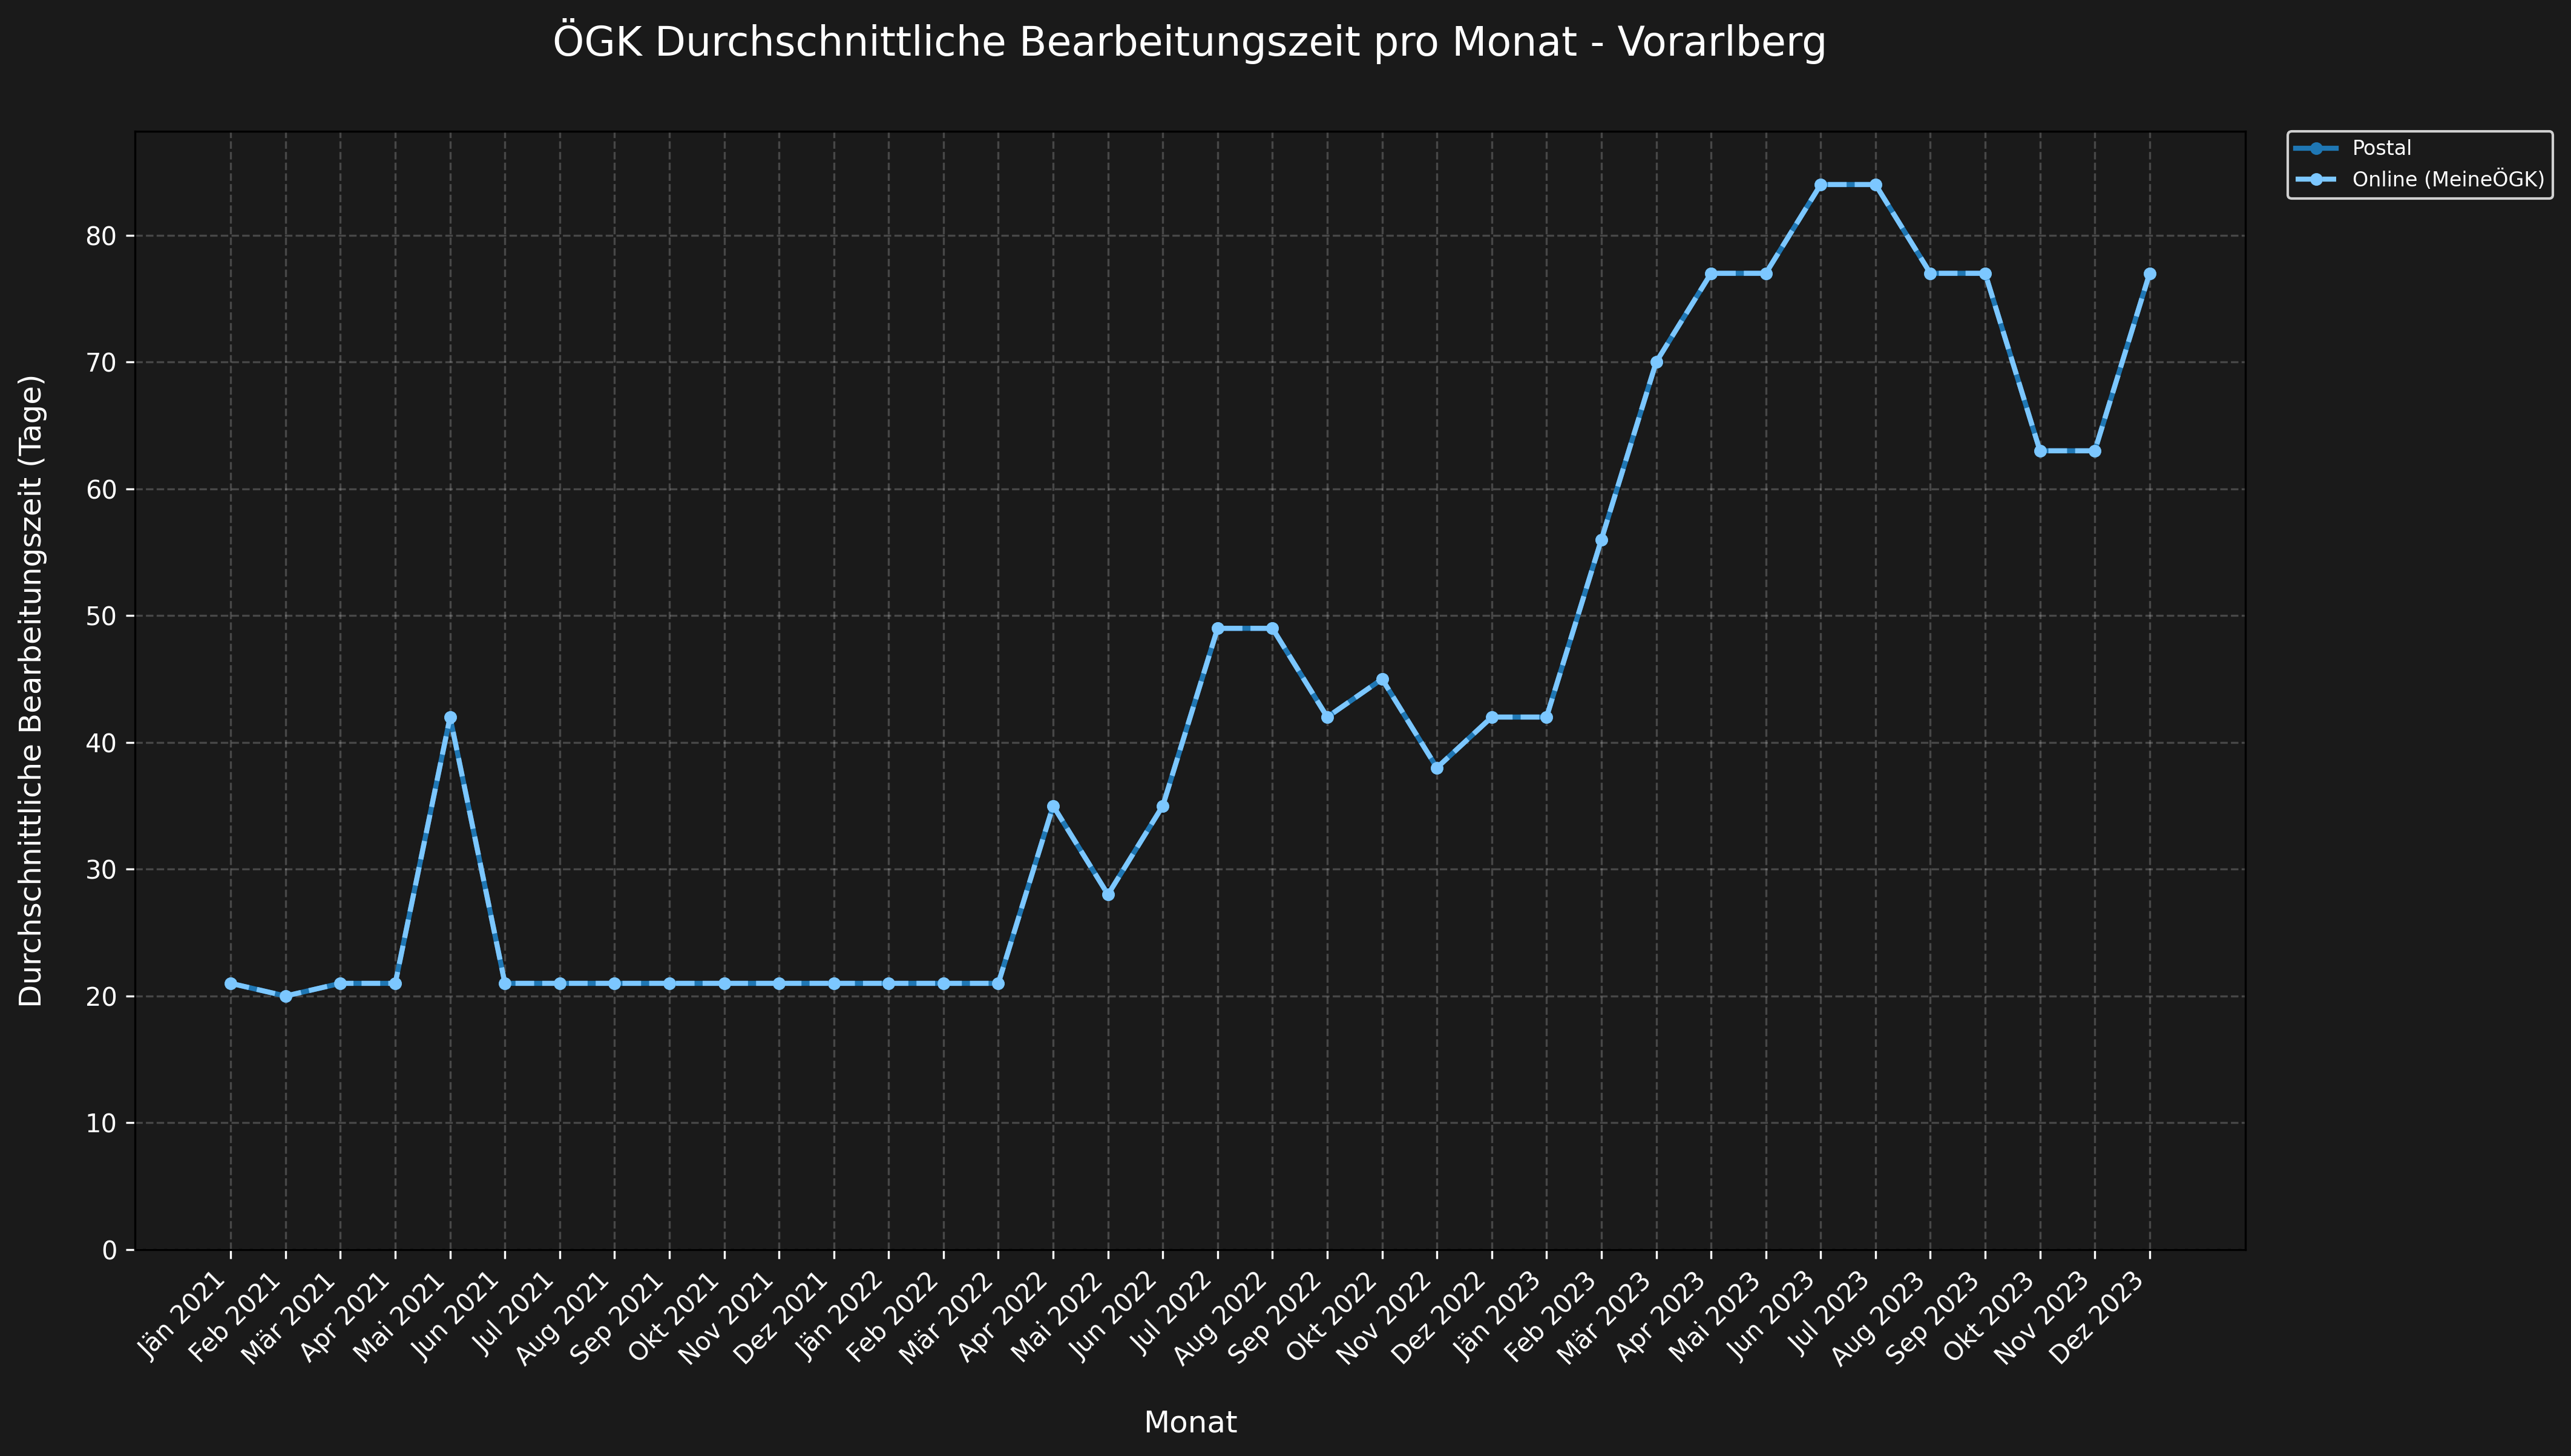 ÖGK Durchschnittliche Bearbeitungszeit pro Monat - Vorarlberg
Postal
Online (MeineÖGK)
Durchschnittliche Bearbeitungszeit (Tage)
80
70
60
50
40
30
20
10
0
Jän 2021
Feb 2021
Mär 2021
Apr 2021
Mai 2021
Jun 2021
Jul 2021
Aug 2021
Sep 2021
Okt 2021
Nov 2021
Dez 2021
Jän 2022
Feb 2022
Mär 2022
Apr 2022
Mai 2022
Jun 2022
Jul 2022
Aug 2022
Sep 2022
Okt 2022
Nov 2022
Dez 2022
Jän 2023
Feb 2023
Mär 2023
Apr 2023
Mai 2023
Jun 2023
Jul 2023
Aug 2023
Sep 2023
Okt 2023
Nov 2023
Dez 2023
Monat